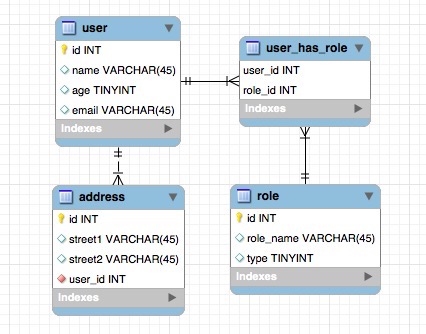 user
id INT
name VARCHAR(45)
age TINYINT
email VARCHAR(45)
Indexes
user_has_role
user_id INT
role_id INT
Indexes
address
id INT
street1 VARCHAR(45)
street2 VARCHAR(45)
user_id INT
Indexes
role
id INT
role_name VARCHAR(45)
type TINYINT
Indexes